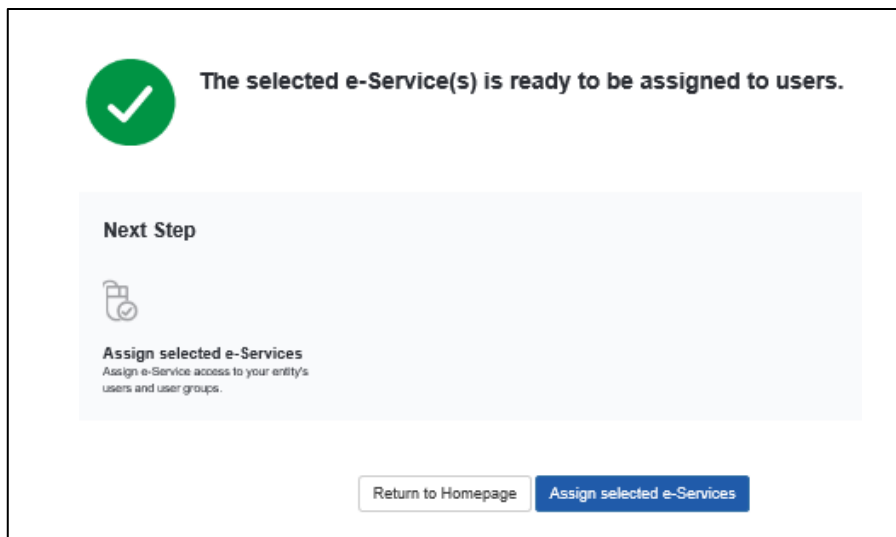 The selected e-Service(s) is ready to be assigned to users.
Next Step
Assign selected e-Services
Assign e-Service access to your entity's
users and user groups.
Return to Homepage
Assign selected e-Services